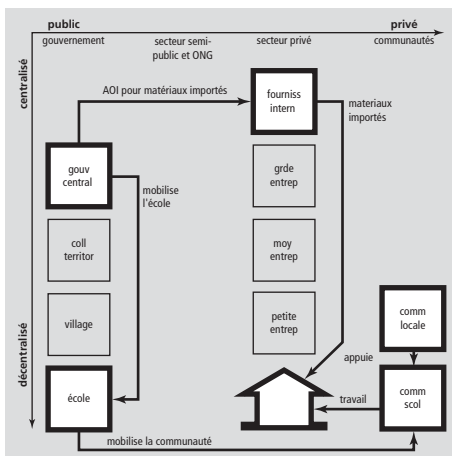 public
privé
gouvernement
secteur semi-
public et ONG
secteur privé
communautés
centralisé
AOI pour matériaux importés
fourniss
intern
materiaux
importés
gouv
central
mobilise
l'école
grde
entrep
coll
territor
moy
entrep
village
petite
entrep
comm
locale
décentralisé
appuie
école
travail
comm
scol
mobilise la communauté